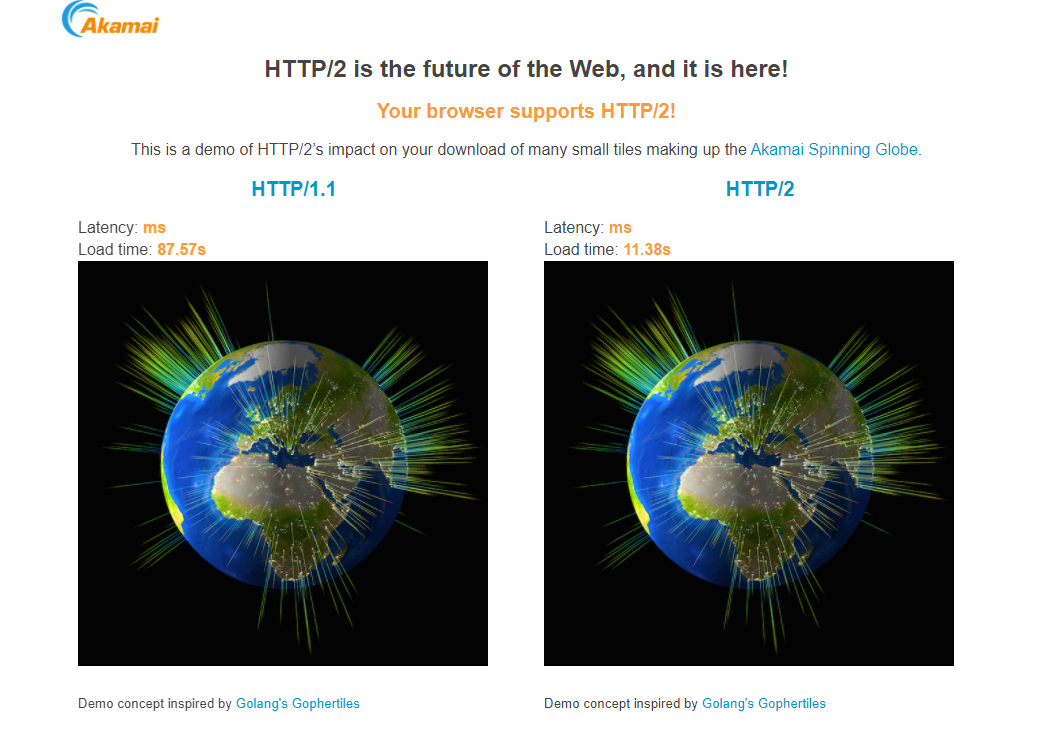 Akamai
HTTP/2 is the future of the Web, and it is here!
Your browser supports HTTP/2!
This is a demo of HTTP/2’s impact on your download of many small tiles making up the Akamai Spinning Globe.
HTTP/1.1
Latency: ms
Load time: 87.57s
Demo concept inspired by Golang's Gophertiles
HTTP/2
Latency: ms
Load time: 11.38s
Demo concept inspired by Golang's Gophertiles